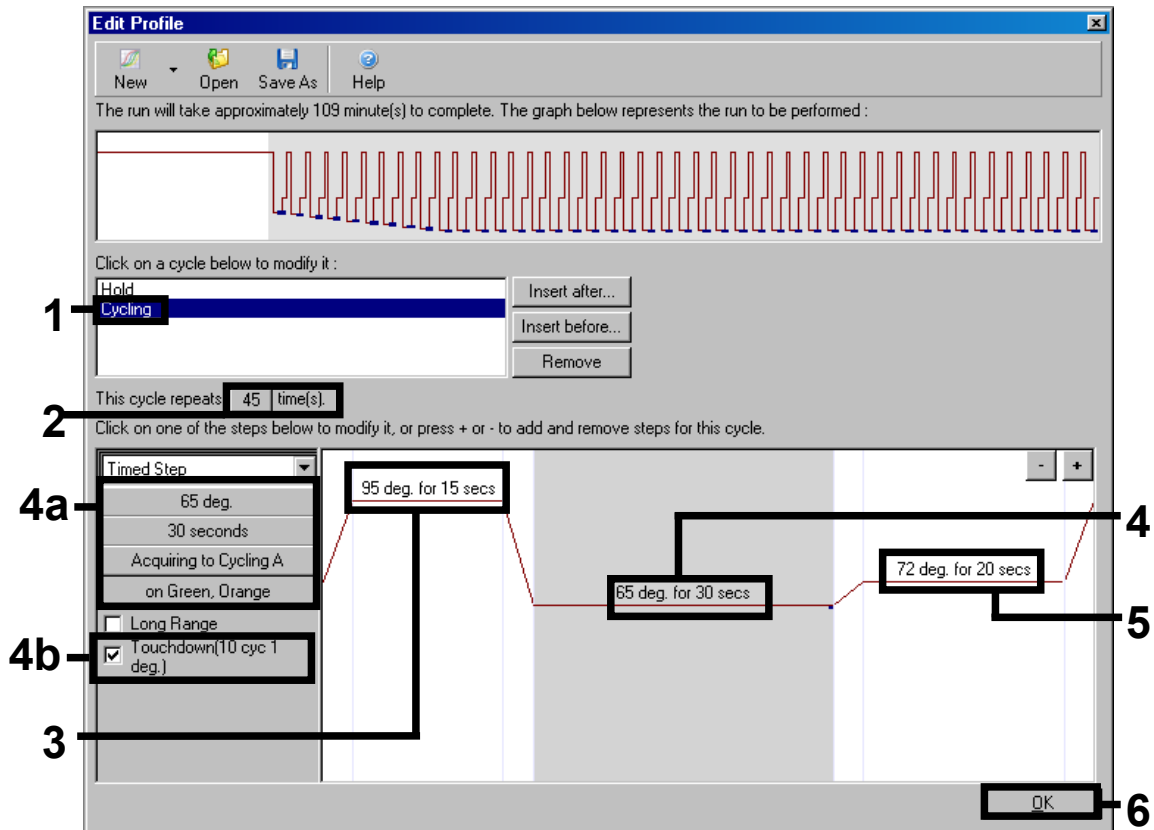 Edit Profile
New Open Save As Help
The run will take approximately 109 minute(s) to complete. The graph below represents the run to be performed :
Click on a cycle below to modify it :
Hold
1 Cycling
Insert after...
Insert before...
Remove
2 This cycle repeats 45 time(s).
Click on one of the steps below to modify it, or press + or - to add and remove steps for this cycle.
Timed Step
- +
4a 65 deg.
30 seconds
Acquiring to Cycling A
on Green, Orange
Long Range
4b Touchdown(10 cyc 1
deg.)
95 deg. for 15 secs
3
65 deg. for 30 secs
4
72 deg. for 20 secs
5
OK 6